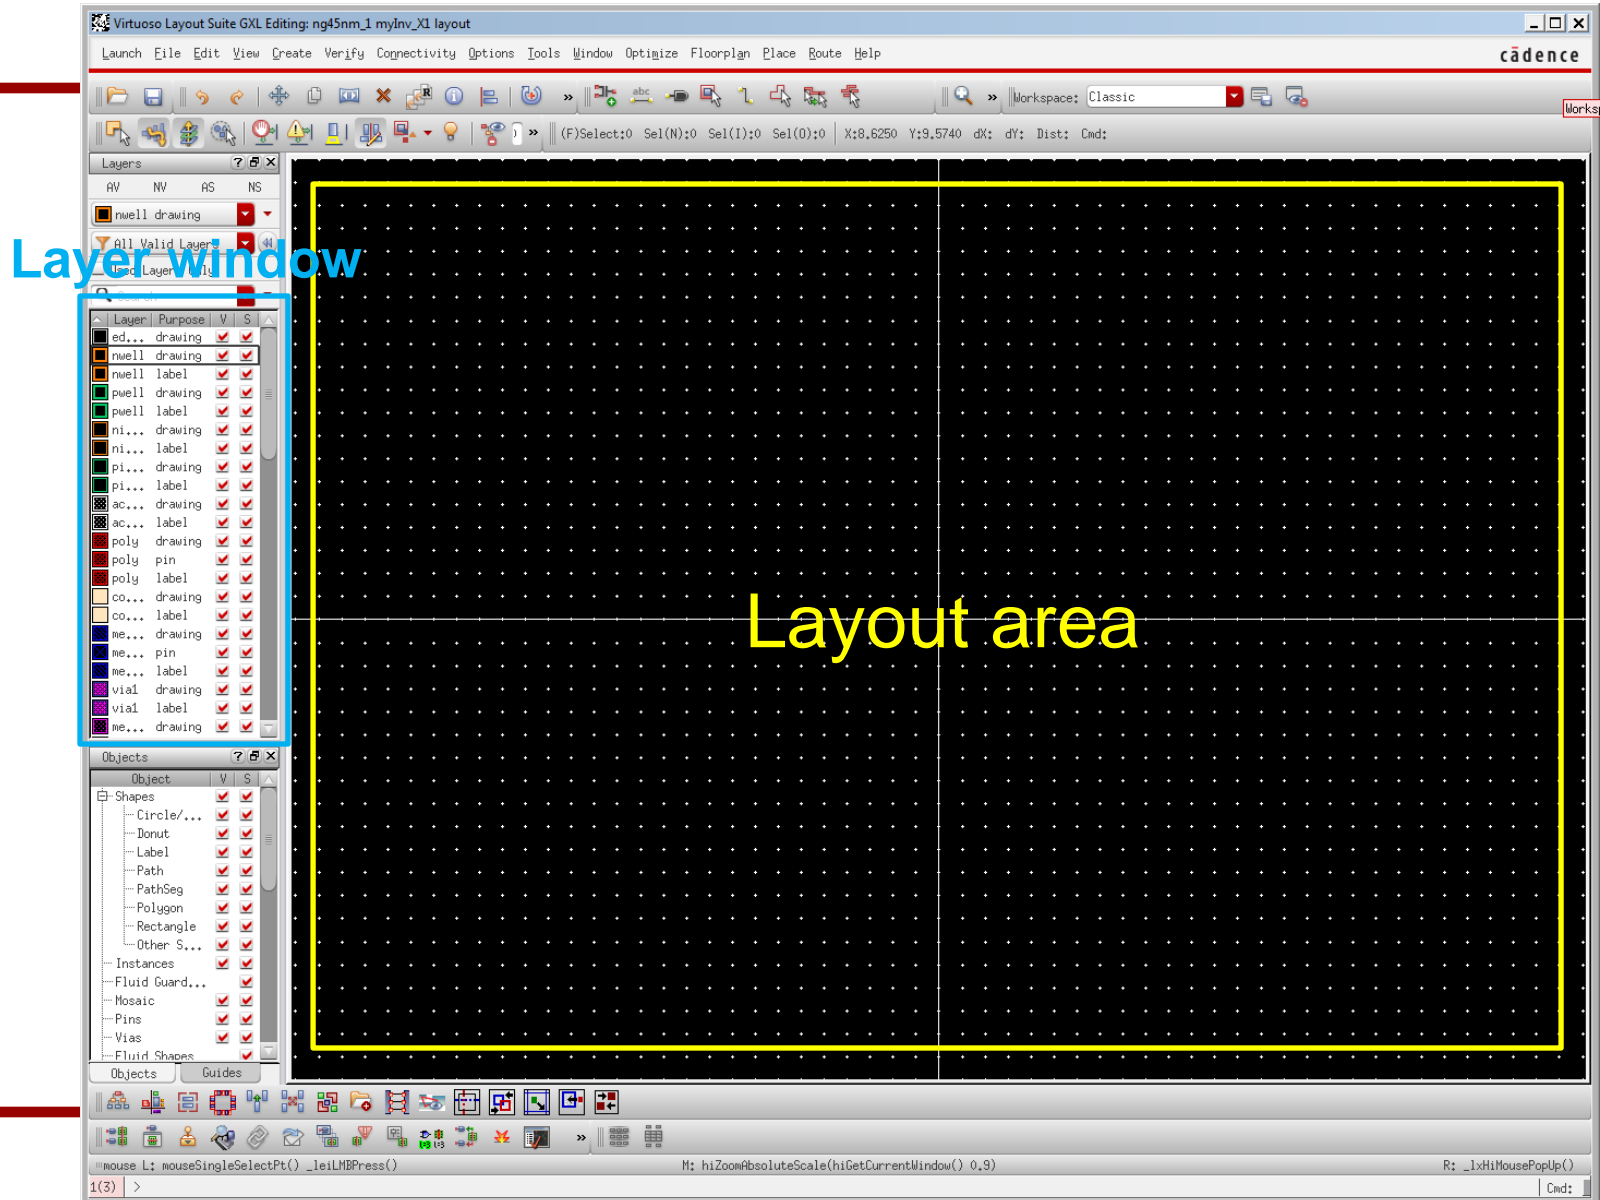 Virtuoso Layout Suite GXL Editing: ng45nm_1 myInv_X1 layout
Launch File Edit View Create Verify Connectivity Options Tools Window Optimize Floorplan Place Route Help
cādence
Workspace: Classic
Works
(F)Select:0 Sel(N):0 Sel(I):0 Sel(O):0 X:8.6250 Y:9.5740 dX: dY: Dist: Cmd:
Layers
AV NV AS NS
nwell drawing
All Valid Layers
Layer window
Layer Purpose V S
ed... drawing
nwell drawing
nwell label
pwell drawing
pwell label
ni... drawing
ni... label
pi... drawing
pi... label
ac... drawing
ac... label
poly drawing
poly pin
poly label
co... drawing
co... label
me... drawing
me... pin
me... label
via1 drawing
via1 label
me... drawing
Layout area
Objects
Object V S
Shapes
Circle/...
Donut
Label
Path
PathSeg
Polygon
Rectangle
Other S...
Instances
Fluid Guard...
Mosaic
Pins
Vias
Fluid Shapes
Objects Guides
mouse L: mouseSingleSelectPt() _leiLMBPress() M: hiZoomAbsoluteScale(hiGetCurrentWindow() 0.9) R: _lxHiMousePopUp()
1(3) > Cmd: